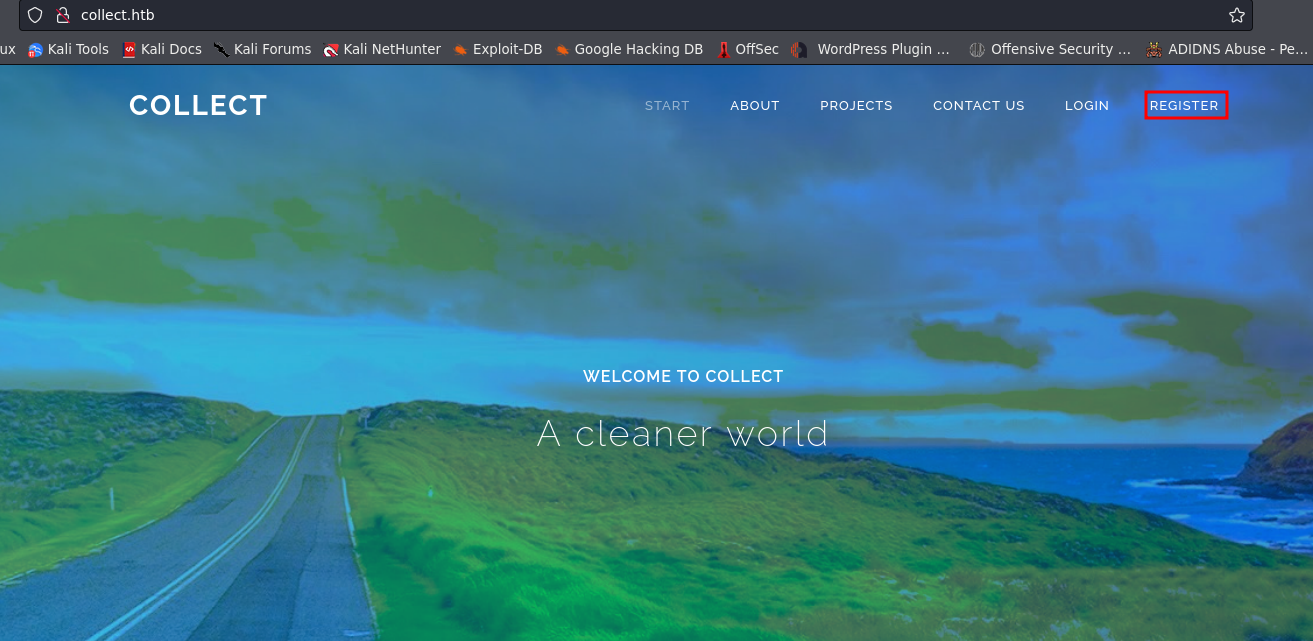 collect.htb
ux Kali Tools Kali Docs Kali Forums Kali NetHunter Exploit-DB Google Hacking DB OffSec WordPress Plugin … Offensive Security … ADIDNS Abuse - Pe…
COLLECT START ABOUT PROJECTS CONTACT US LOGIN REGISTER
WELCOME TO COLLECT
A cleaner world